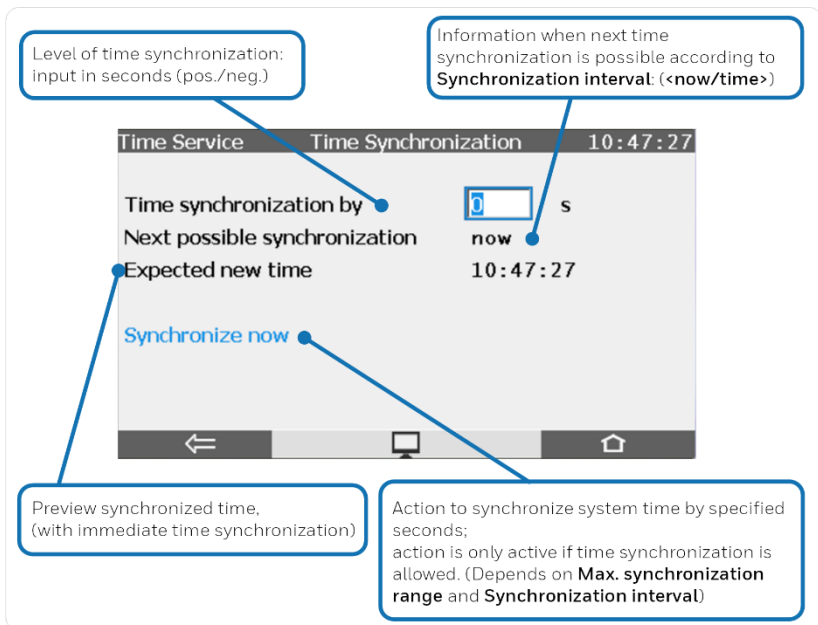 Level of time synchronization:
input in seconds (pos./neg.)
Information when next time
synchronization is possible according to
Synchronization interval: (<now/time>)
Time Service Time Synchronization 10:47:27
Time synchronization by 0 s
Next possible synchronization now
Expected new time 10:47:27
Synchronize now
Preview synchronized time,
(with immediate time synchronization)
Action to synchronize system time by specified
seconds;
action is only active if time synchronization is
allowed. (Depends on Max. synchronization
range and Synchronization interval)